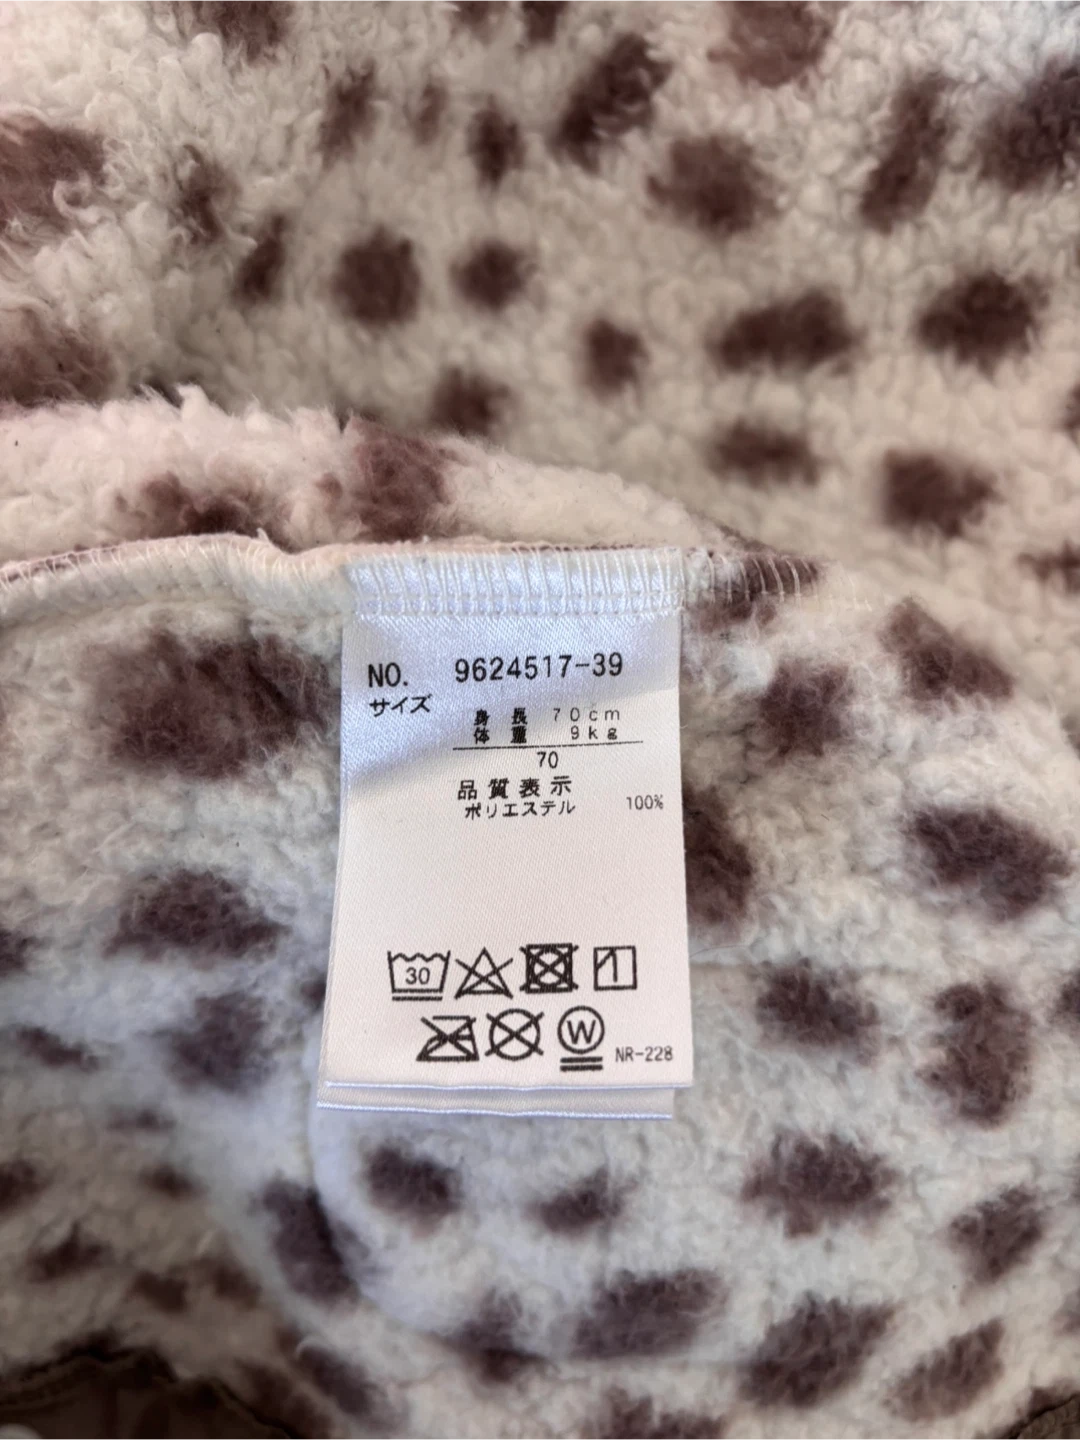 NO. 9624517-39
サイズ
身長 70cm
体重 9kg
70
品質表示
ポリエステル 100%
30
W
NR-228